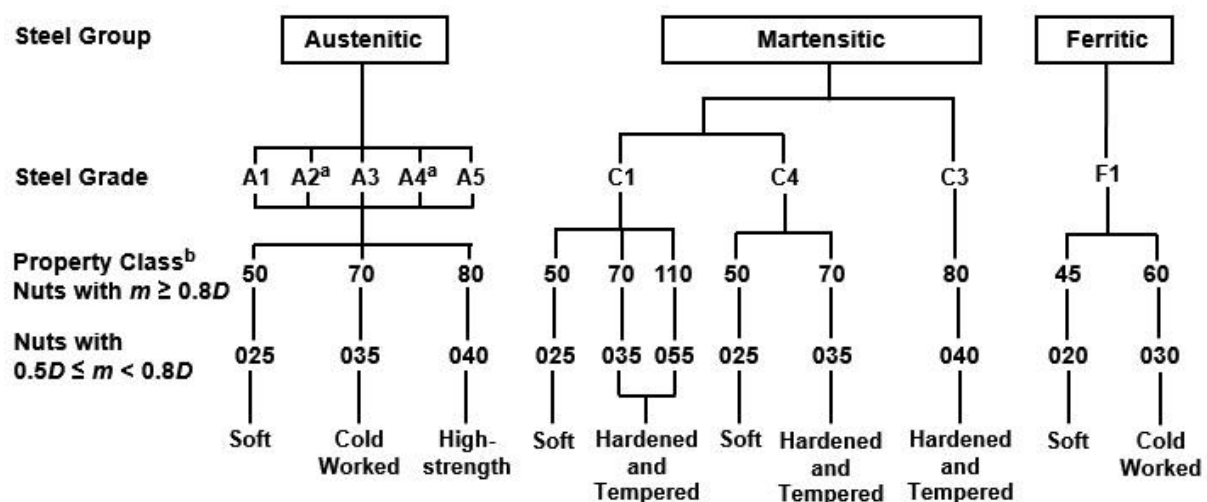 Steel Group
Austenitic
Martensitic
Ferritic
Steel Grade
A1 A2ᵃ A3 A4ᵃ A5 C1 C4 C3 F1
Property Classᵇ
Nuts with m ≥ 0.8D
50 70 80 50 70 110 50 70 80 45 60
Nuts with
0.5D ≤ m < 0.8D
025 035 040 025 035 055 025 035 040 020 030
Soft
Cold
Worked
High-
strength
Soft
Hardened
and
Tempered
Soft
Hardened
and
Tempered
Hardened
and
Tempered
Soft
Cold
Worked